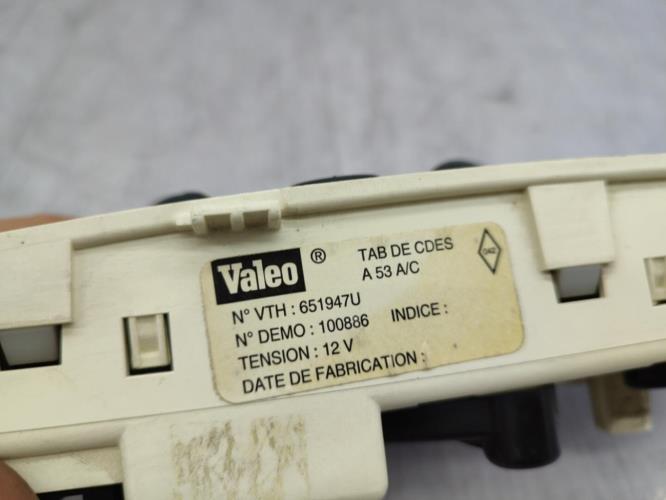 Valeo ® TAB DE CDES
A 53 A/C
N° VTH : 651947U
N° DEMO : 100886 INDICE :
TENSION : 12 V
DATE DE FABRICATION :